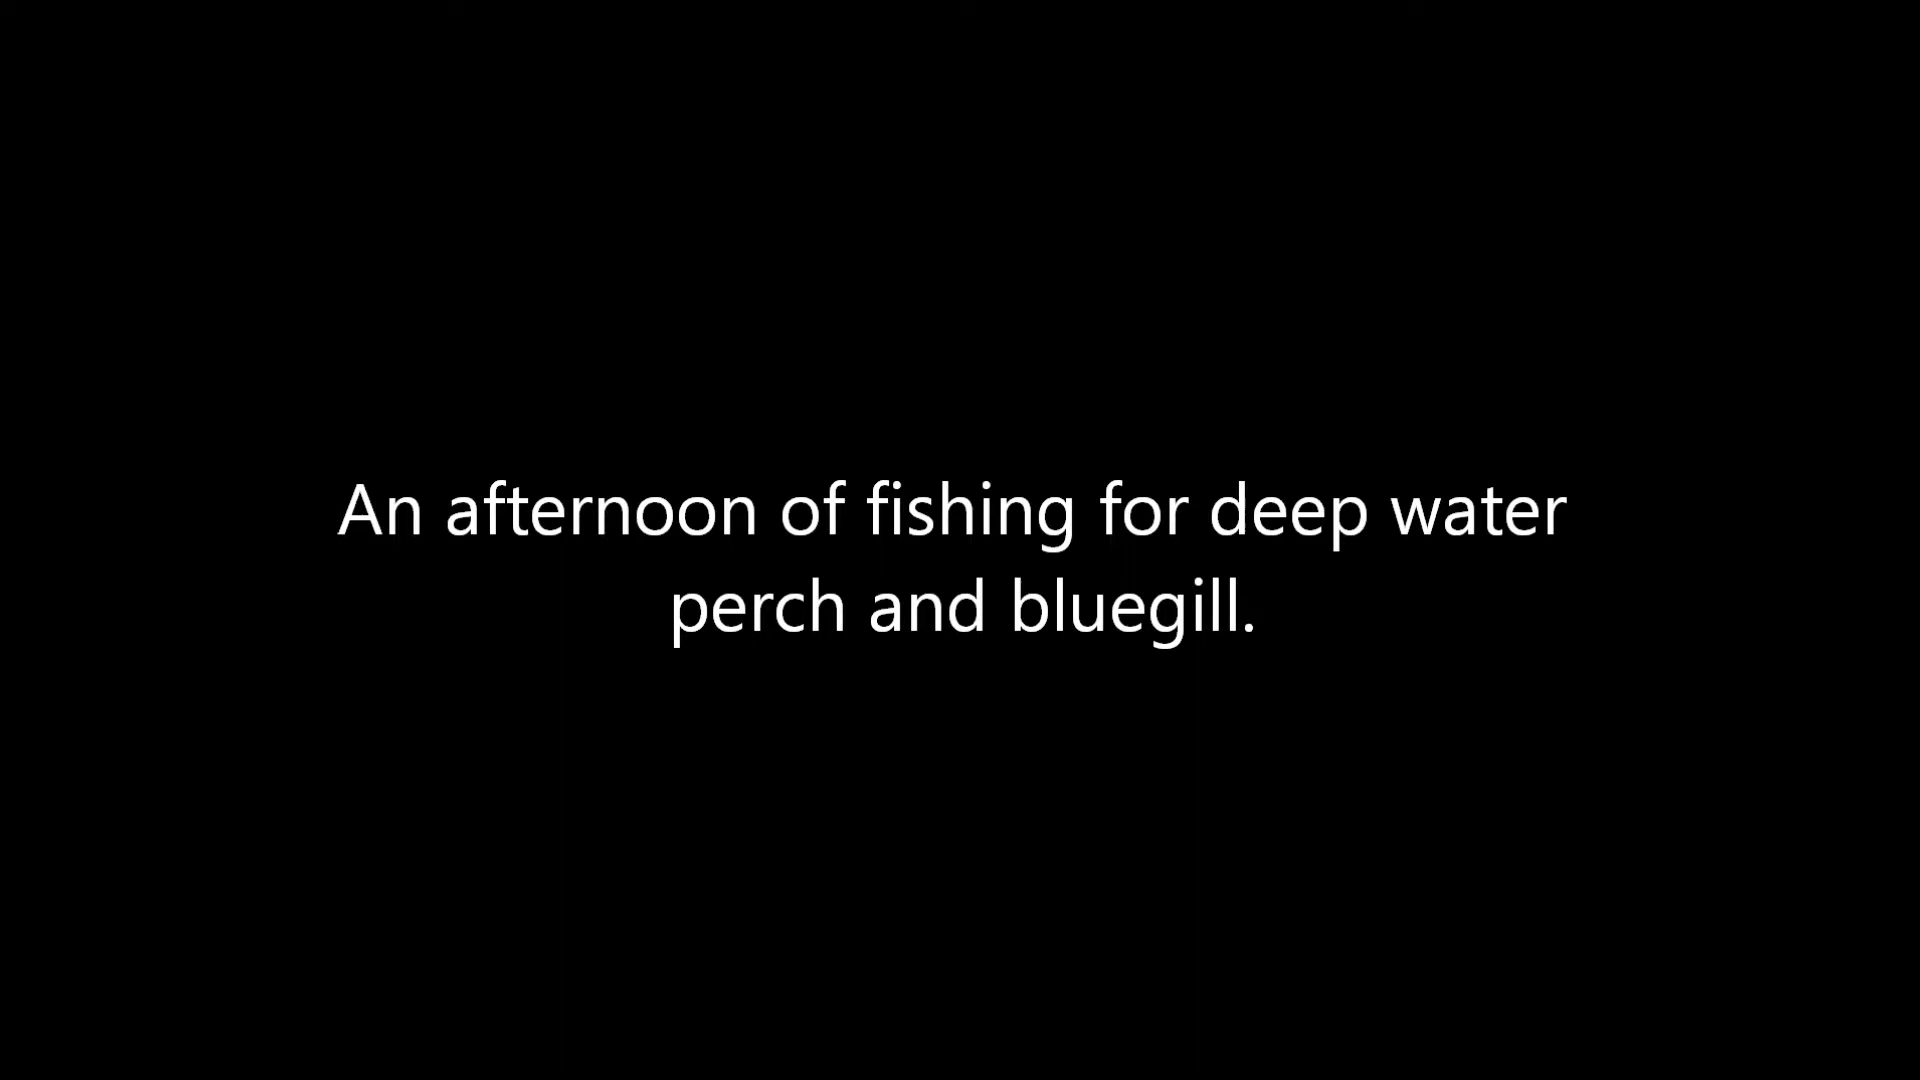 An afternoon of fishing for deep water
perch and bluegill.